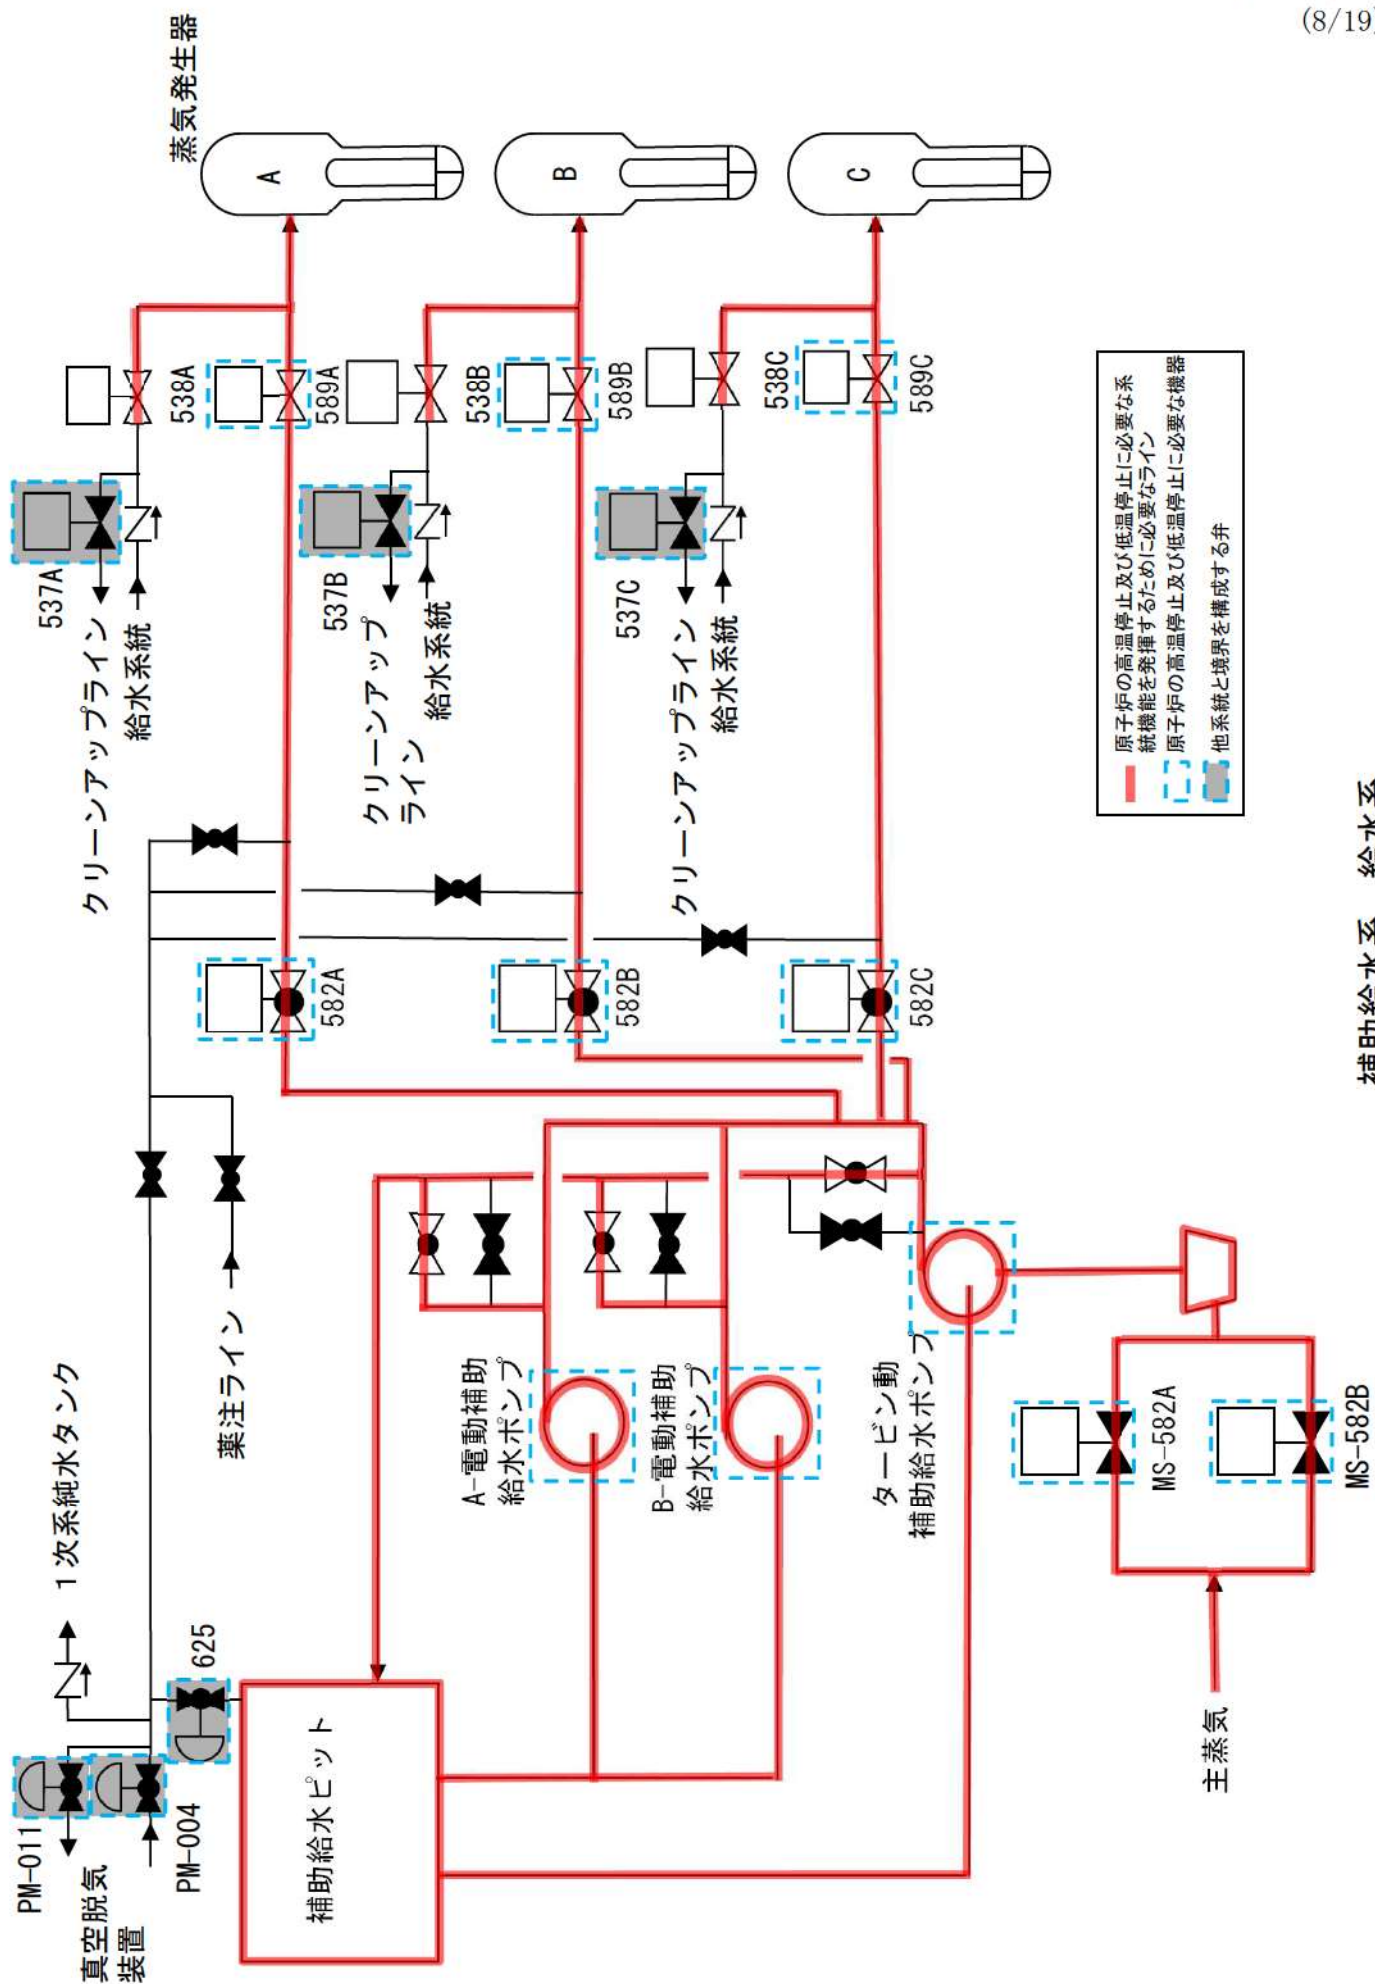 (8/19)
蒸気発生器
A
B
C
537A
クリーンアップライン
給水系統
538A
589A
537B
クリーンアップ
ライン
給水系統
538B
589B
537C
クリーンアップライン
給水系統
538C
589C
582A
582B
582C
薬注ライン
1次系純水タンク
625
PM-011
真空脱気
装置
PM-004
補助給水ピット
A-電動補助
給水ポンプ
B-電動補助
給水ポンプ
タービン動
補助給水ポンプ
MS-582A
MS-582B
主蒸気
原子炉の高温停止及び低温停止に必要な系
統機能を発揮するために必要なライン
原子炉の高温停止及び低温停止に必要な機器
他系統と境界を構成する弁
補助給水系 給水系